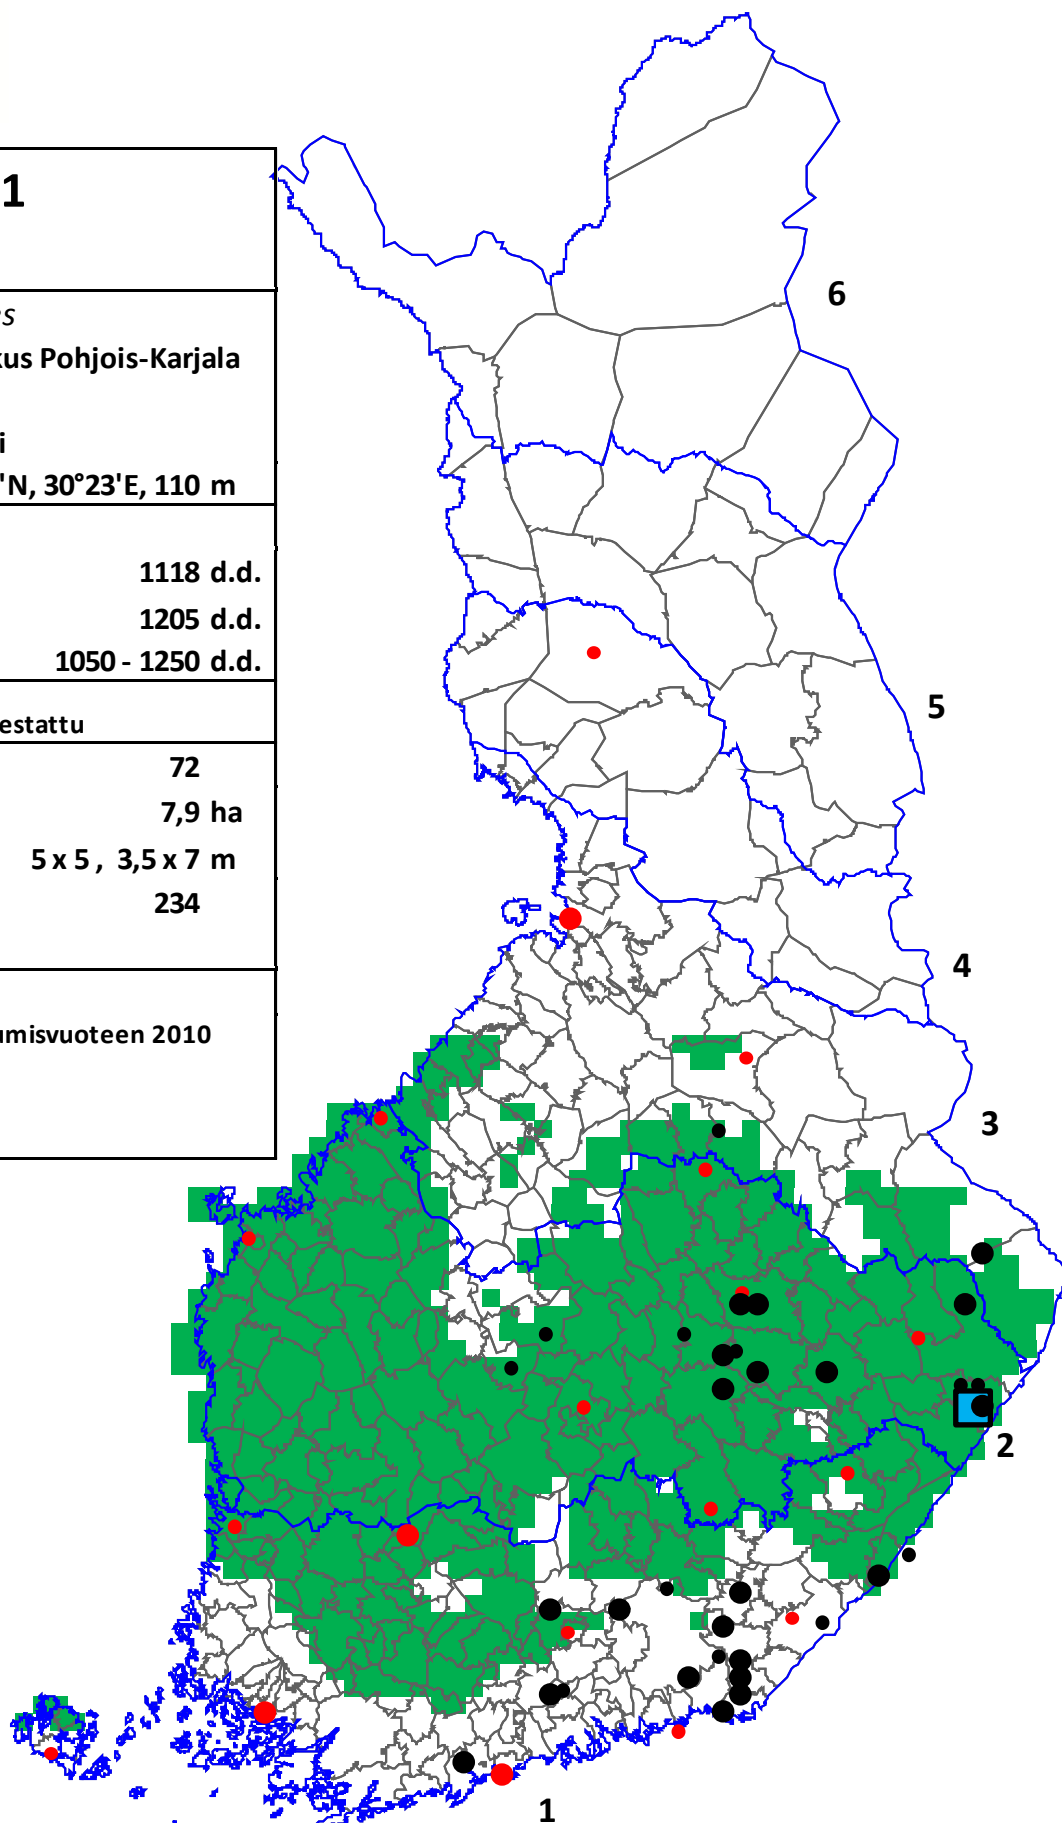 1
kus Pohjois-Karjala
'N, 30°23'E, 110 m
1118 d.d.
1205 d.d.
1050 - 1250 d.d.
estattu
72
7,9 ha
5 x 5 , 3,5 x 7 m
234
umisvuoteen 2010
6
5
4
3
2
1